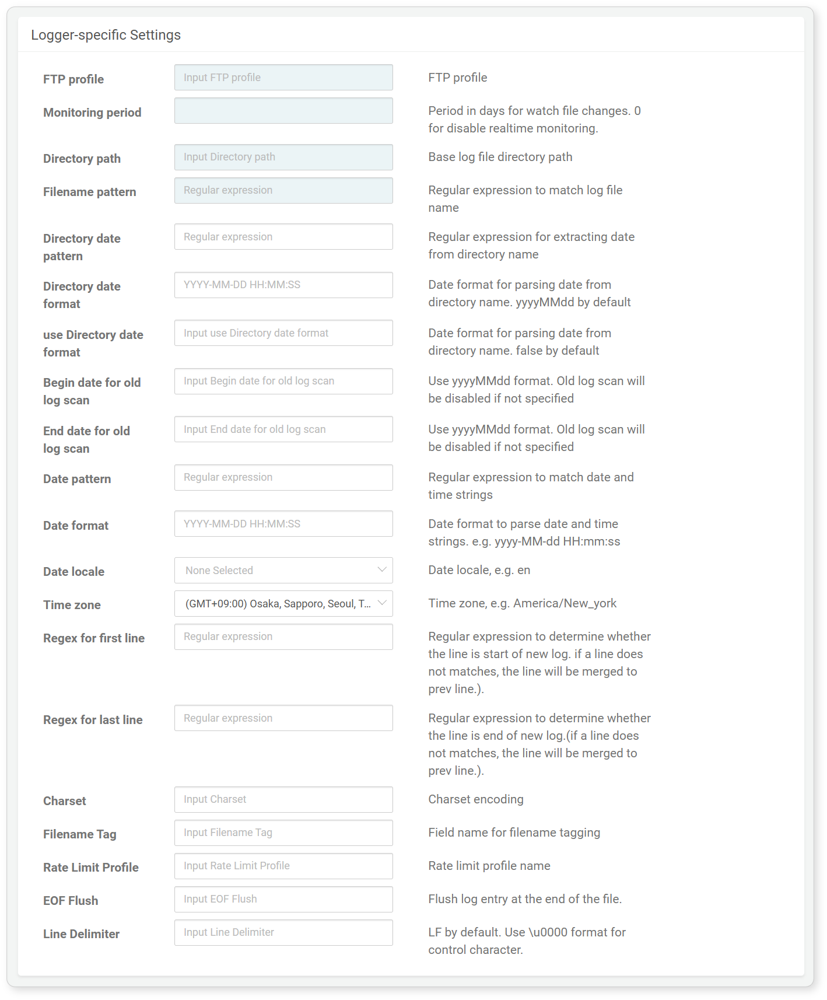 Logger-specific Settings
FTP profile
Input FTP profile
FTP profile
Monitoring period
Period in days for watch file changes. 0
for disable realtime monitoring.
Directory path
Input Directory path
Base log file directory path
Filename pattern
Regular expression
Regular expression to match log file
name
Directory date
pattern
Regular expression
Regular expression for extracting date
from directory name
Directory date
format
YYYY-MM-DD HH:MM:SS
Date format for parsing date from
directory name. yyyyMMdd by default
use Directory date
format
Input use Directory date format
Date format for parsing date from
directory name. false by default
Begin date for old
log scan
Input Begin date for old log scan
Use yyyyMMdd format. Old log scan will
be disabled if not specified
End date for old
log scan
Input End date for old log scan
Use yyyyMMdd format. Old log scan will
be disabled if not specified
Date pattern
Regular expression
Regular expression to match date and
time strings
Date format
YYYY-MM-DD HH:MM:SS
Date format to parse date and time
strings. e.g. yyyy-MM-dd HH:mm:ss
Date locale
None Selected
Date locale, e.g. en
Time zone
(GMT+09:00) Osaka, Sapporo, Seoul, T...
Time zone, e.g. America/New_york
Regex for first line
Regular expression
Regular expression to determine whether
the line is start of new log. if a line does
not matches, the line will be merged to
prev line.).
Regex for last line
Regular expression
Regular expression to determine whether
the line is end of new log.(if a line does
not matches, the line will be merged to
prev line.).
Charset
Input Charset
Charset encoding
Filename Tag
Input Filename Tag
Field name for filename tagging
Rate Limit Profile
Input Rate Limit Profile
Rate limit profile name
EOF Flush
Input EOF Flush
Flush log entry at the end of the file.
Line Delimiter
Input Line Delimiter
LF by default. Use \u0000 format for
control character.